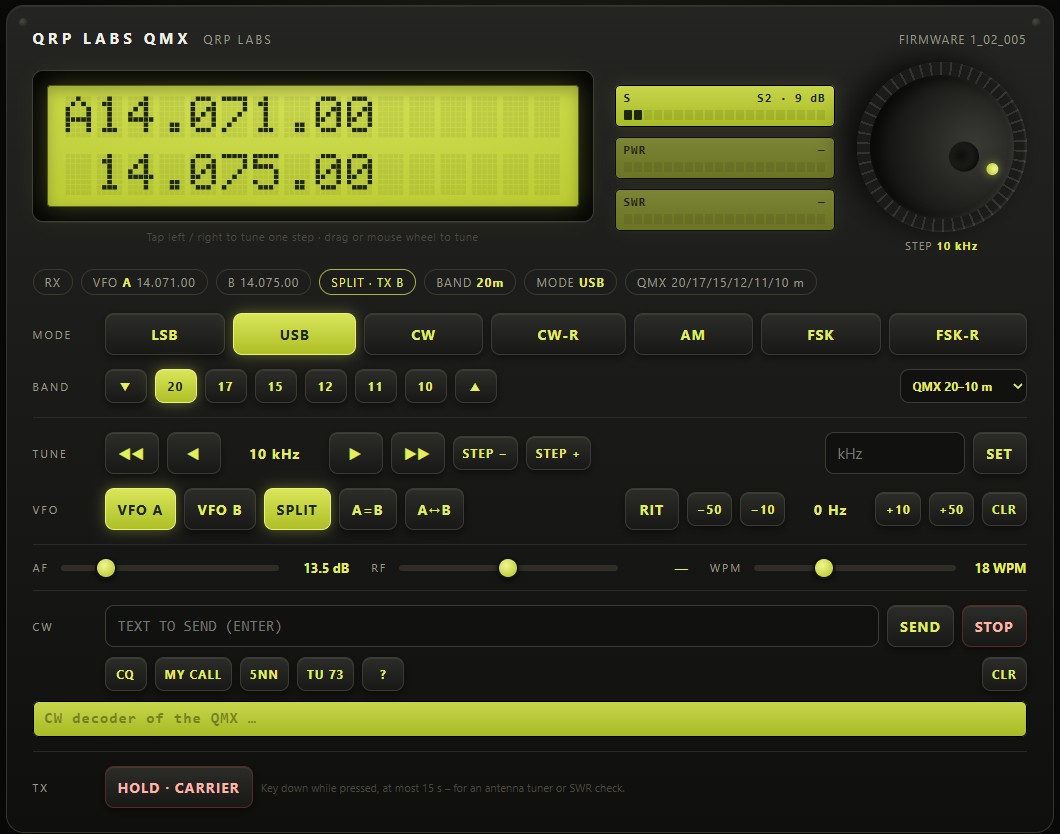 QRP LABS QMX QRP LABS FIRMWARE 1_02_005
A14.071.00
14.075.00
S S2 · 9 dB
PWR –
SWR –
Tap left / right to tune one step · drag or mouse wheel to tune
STEP 10 kHz
RX VFO A 14.071.00 B 14.075.00 SPLIT · TX B BAND 20m MODE USB QMX 20/17/15/12/11/10 m
MODE LSB USB CW CW-R AM FSK FSK-R
BAND ▼ 20 17 15 12 11 10 ▲ QMX 20–10 m
TUNE ◀◀ ◀ 10 kHz ▶ ▶▶ STEP − STEP + kHz SET
VFO VFO A VFO B SPLIT A=B A↔B RIT −50 −10 0 Hz +10 +50 CLR
AF 13.5 dB RF — WPM 18 WPM
CW TEXT TO SEND (ENTER) SEND STOP
CQ MY CALL 5NN TU 73 ? CLR
CW decoder of the QMX …
TX HOLD · CARRIER Key down while pressed, at most 15 s – for an antenna tuner or SWR check.